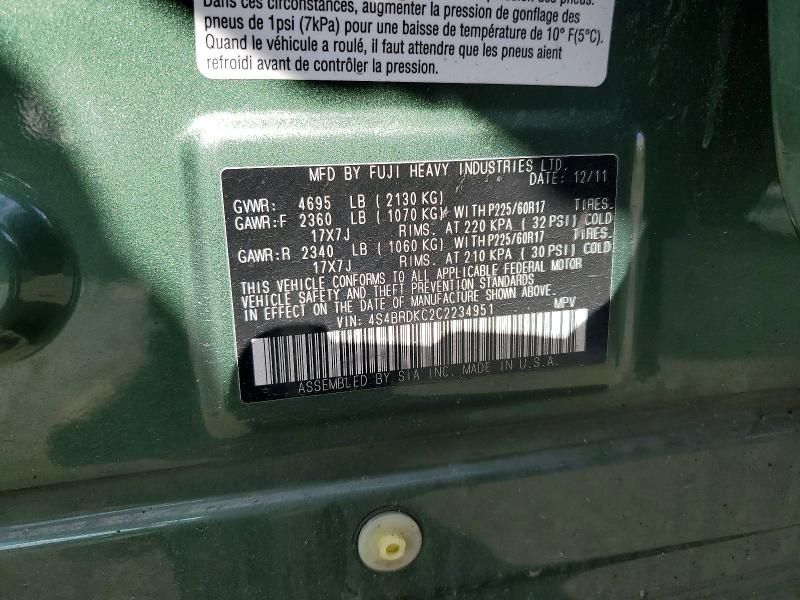 Dans ces circonstances, augmenter la pression de gonflage des
pneus de 1psi (7kPa) pour une baisse de température de 10° F(5°C).
Quand le véhicule a roulé, il faut attendre que les pneus aient
refroidi avant de contrôler la pression.
MFD BY FUJI HEAVY INDUSTRIES LTD.
DATE: 12/11
GVWR: 4695 LB ( 2130 KG)
GAWR:F 2360 LB ( 1070 KG) WITH P225/60R17 TIRES.
17X7J RIMS. AT 220 KPA ( 32 PSI) COLD
GAWR:R 2340 LB ( 1060 KG) WITH P225/60R17 TIRES.
17X7J RIMS. AT 210 KPA ( 30 PSI) COLD
THIS VEHICLE CONFORMS TO ALL APPLICABLE FEDERAL MOTOR
VEHICLE SAFETY AND THEFT PREVENTION STANDARDS
IN EFFECT ON THE DATE OF MANUFACTURE SHOWN ABOVE.
VIN: 4S4BRDKC2C2234951 MPV
ASSEMBLED BY SIA INC. MADE IN U.S.A.